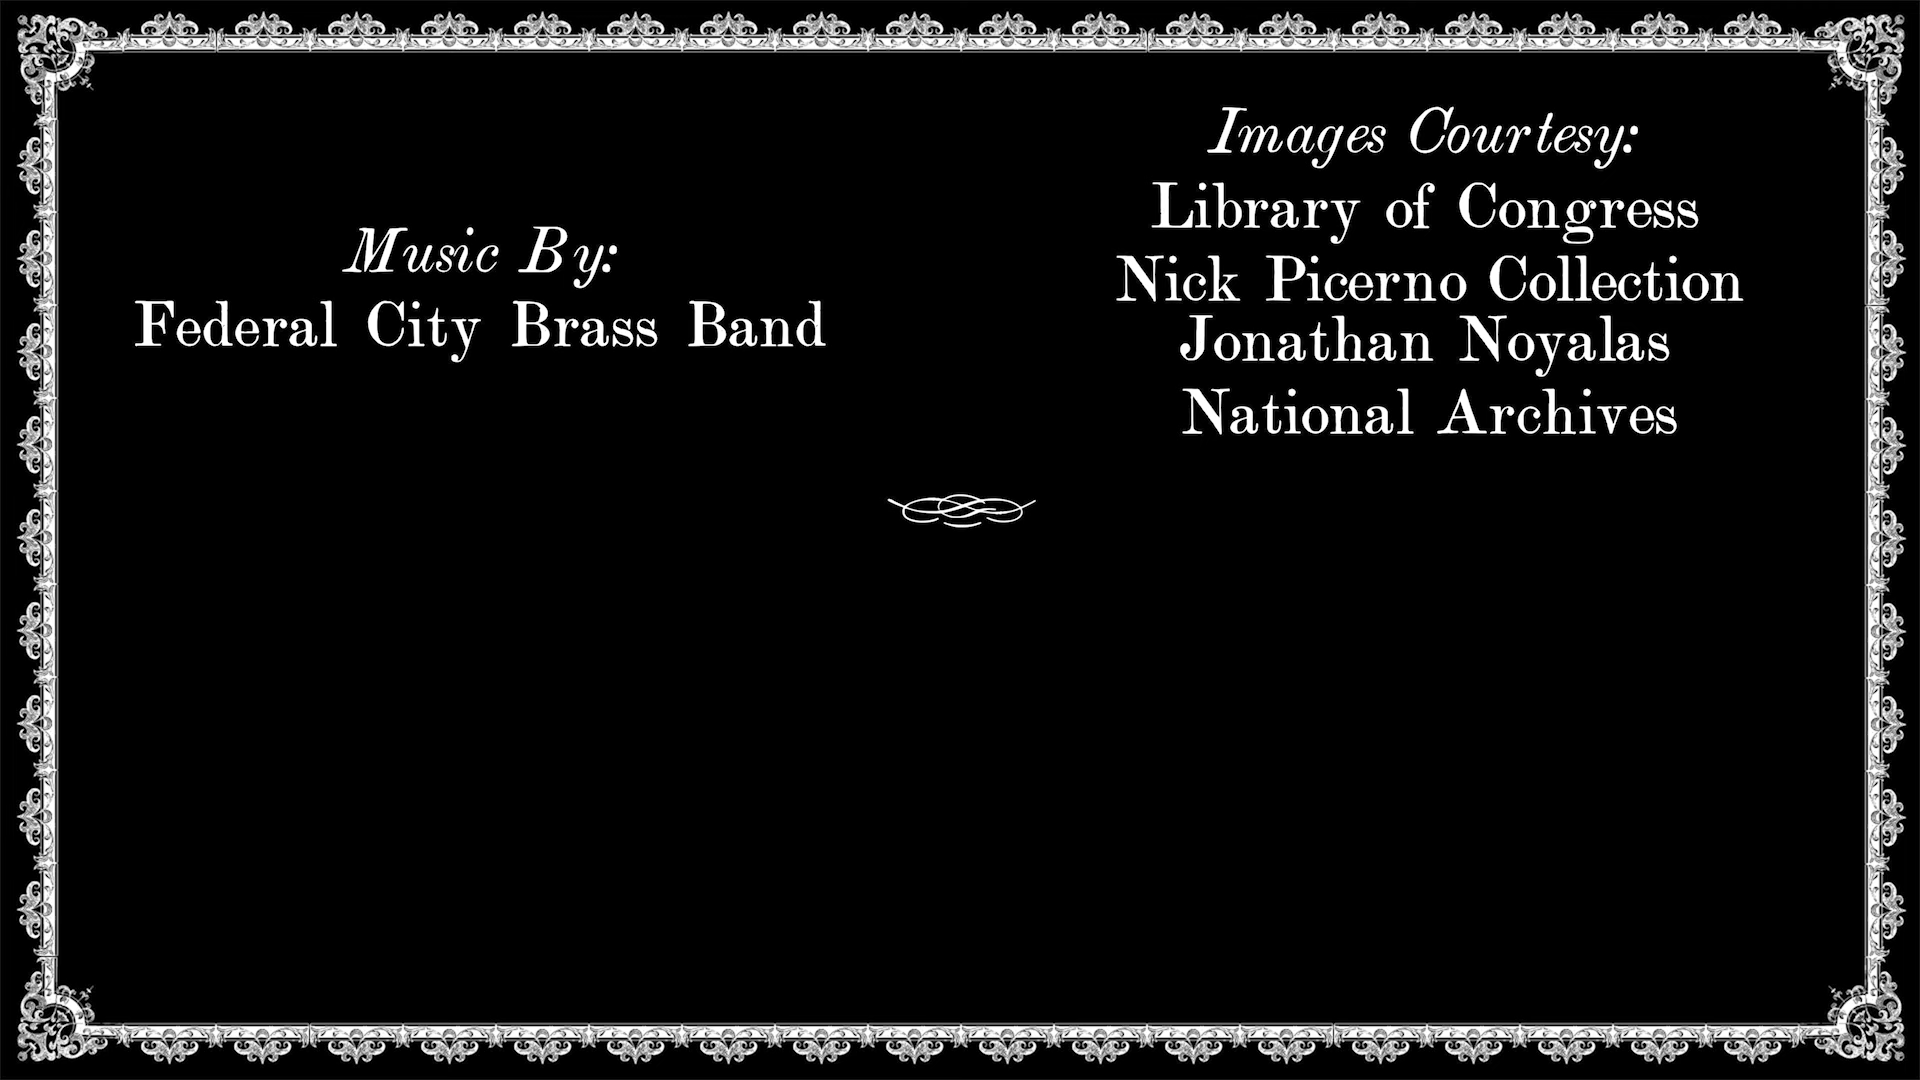 Music By:
Federal City Brass Band
Images Courtesy:
Library of Congress
Nick Picerno Collection
Jonathan Noyalas
National Archives